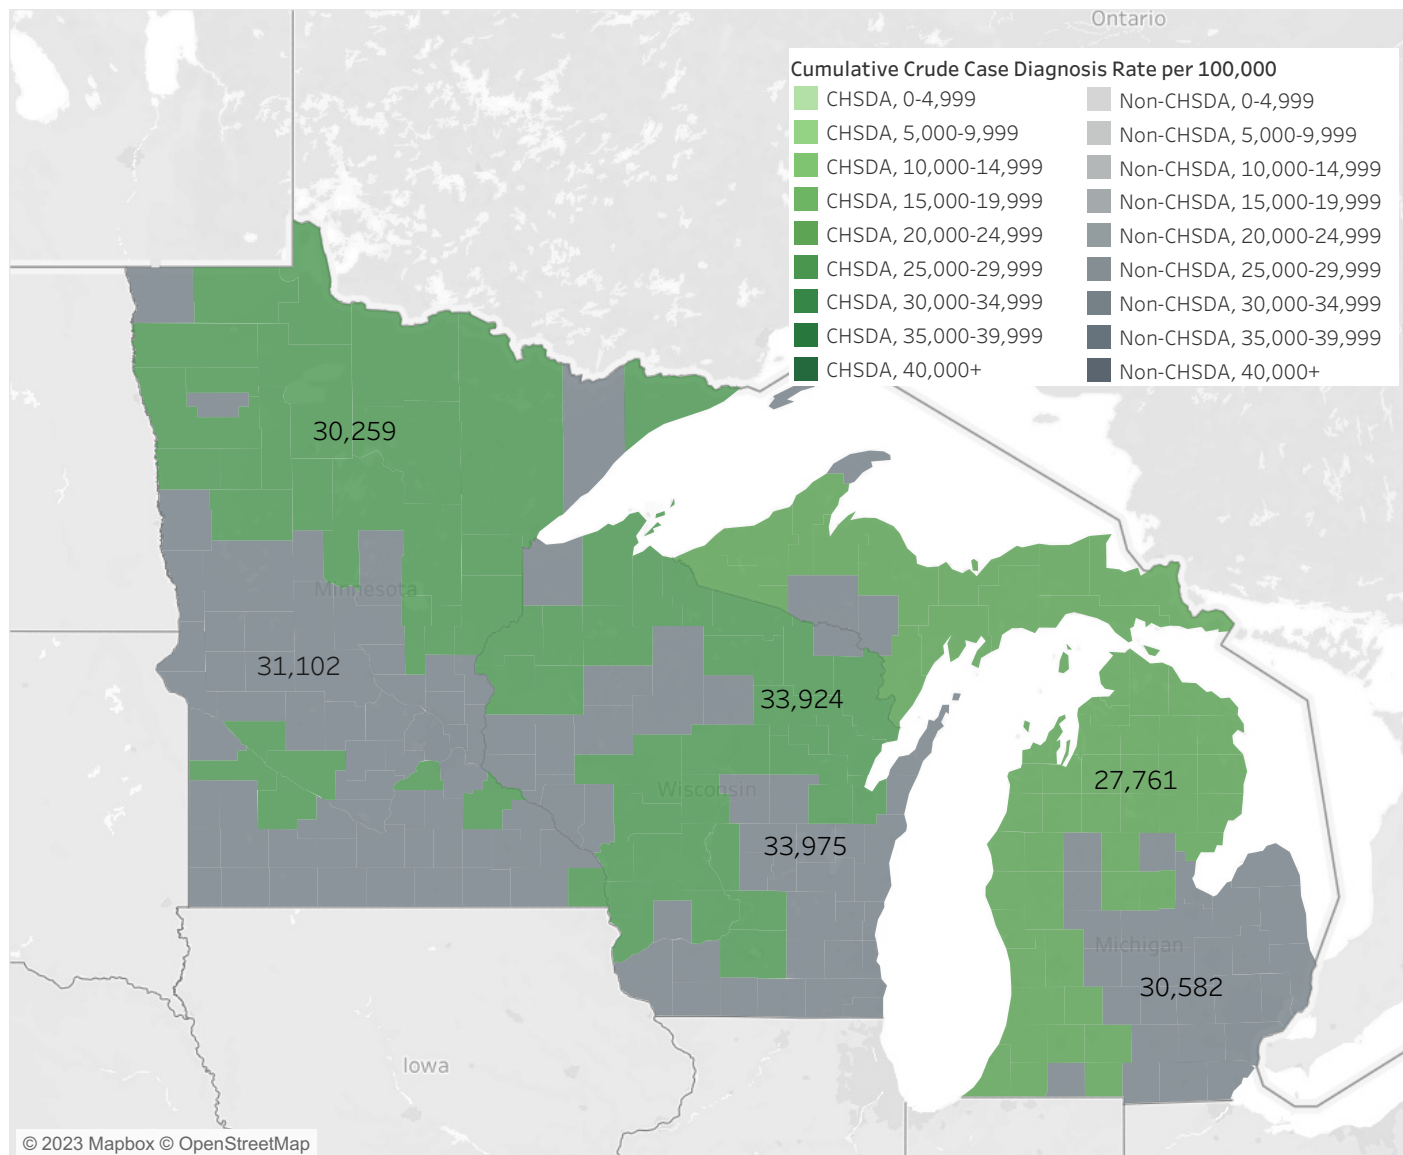 Ontario
Cumulative Crude Case Diagnosis Rate per 100,000
CHSDA, 0-4,999
CHSDA, 5,000-9,999
CHSDA, 10,000-14,999
CHSDA, 15,000-19,999
CHSDA, 20,000-24,999
CHSDA, 25,000-29,999
CHSDA, 30,000-34,999
CHSDA, 35,000-39,999
CHSDA, 40,000+
Non-CHSDA, 0-4,999
Non-CHSDA, 5,000-9,999
Non-CHSDA, 10,000-14,999
Non-CHSDA, 15,000-19,999
Non-CHSDA, 20,000-24,999
Non-CHSDA, 25,000-29,999
Non-CHSDA, 30,000-34,999
Non-CHSDA, 35,000-39,999
Non-CHSDA, 40,000+
30,259
Minnesota
31,102
33,924
27,761
Wisconsin
33,975
Michigan
30,582
Iowa
© 2023 Mapbox © OpenStreetMap